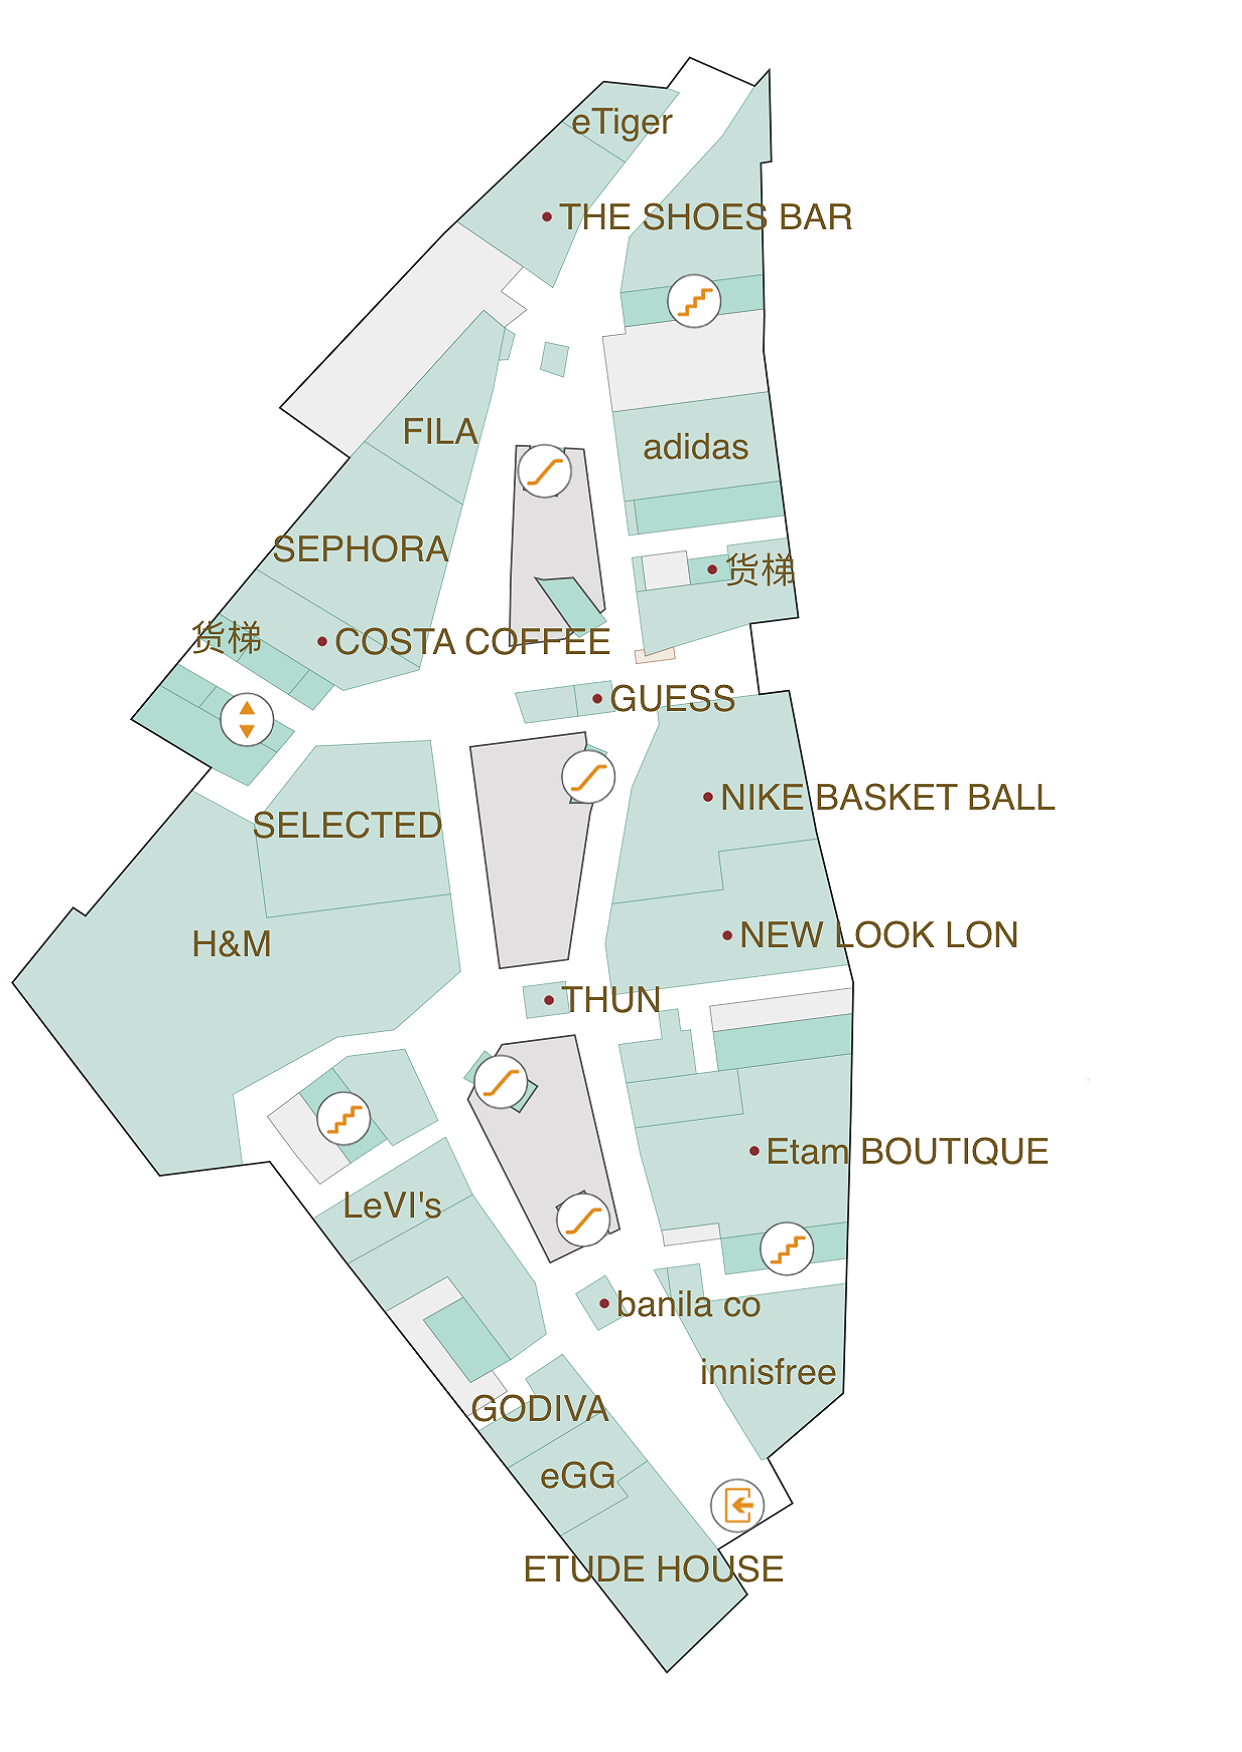 eTiger
THE SHOES BAR
FILA
adidas
SEPHORA
货梯
货梯
COSTA COFFEE
GUESS
NIKE BASKET BALL
SELECTED
H&M
NEW LOOK LON
THUN
Etam BOUTIQUE
LeVI's
banila co
innisfree
GODIVA
eGG
ETUDE HOUSE